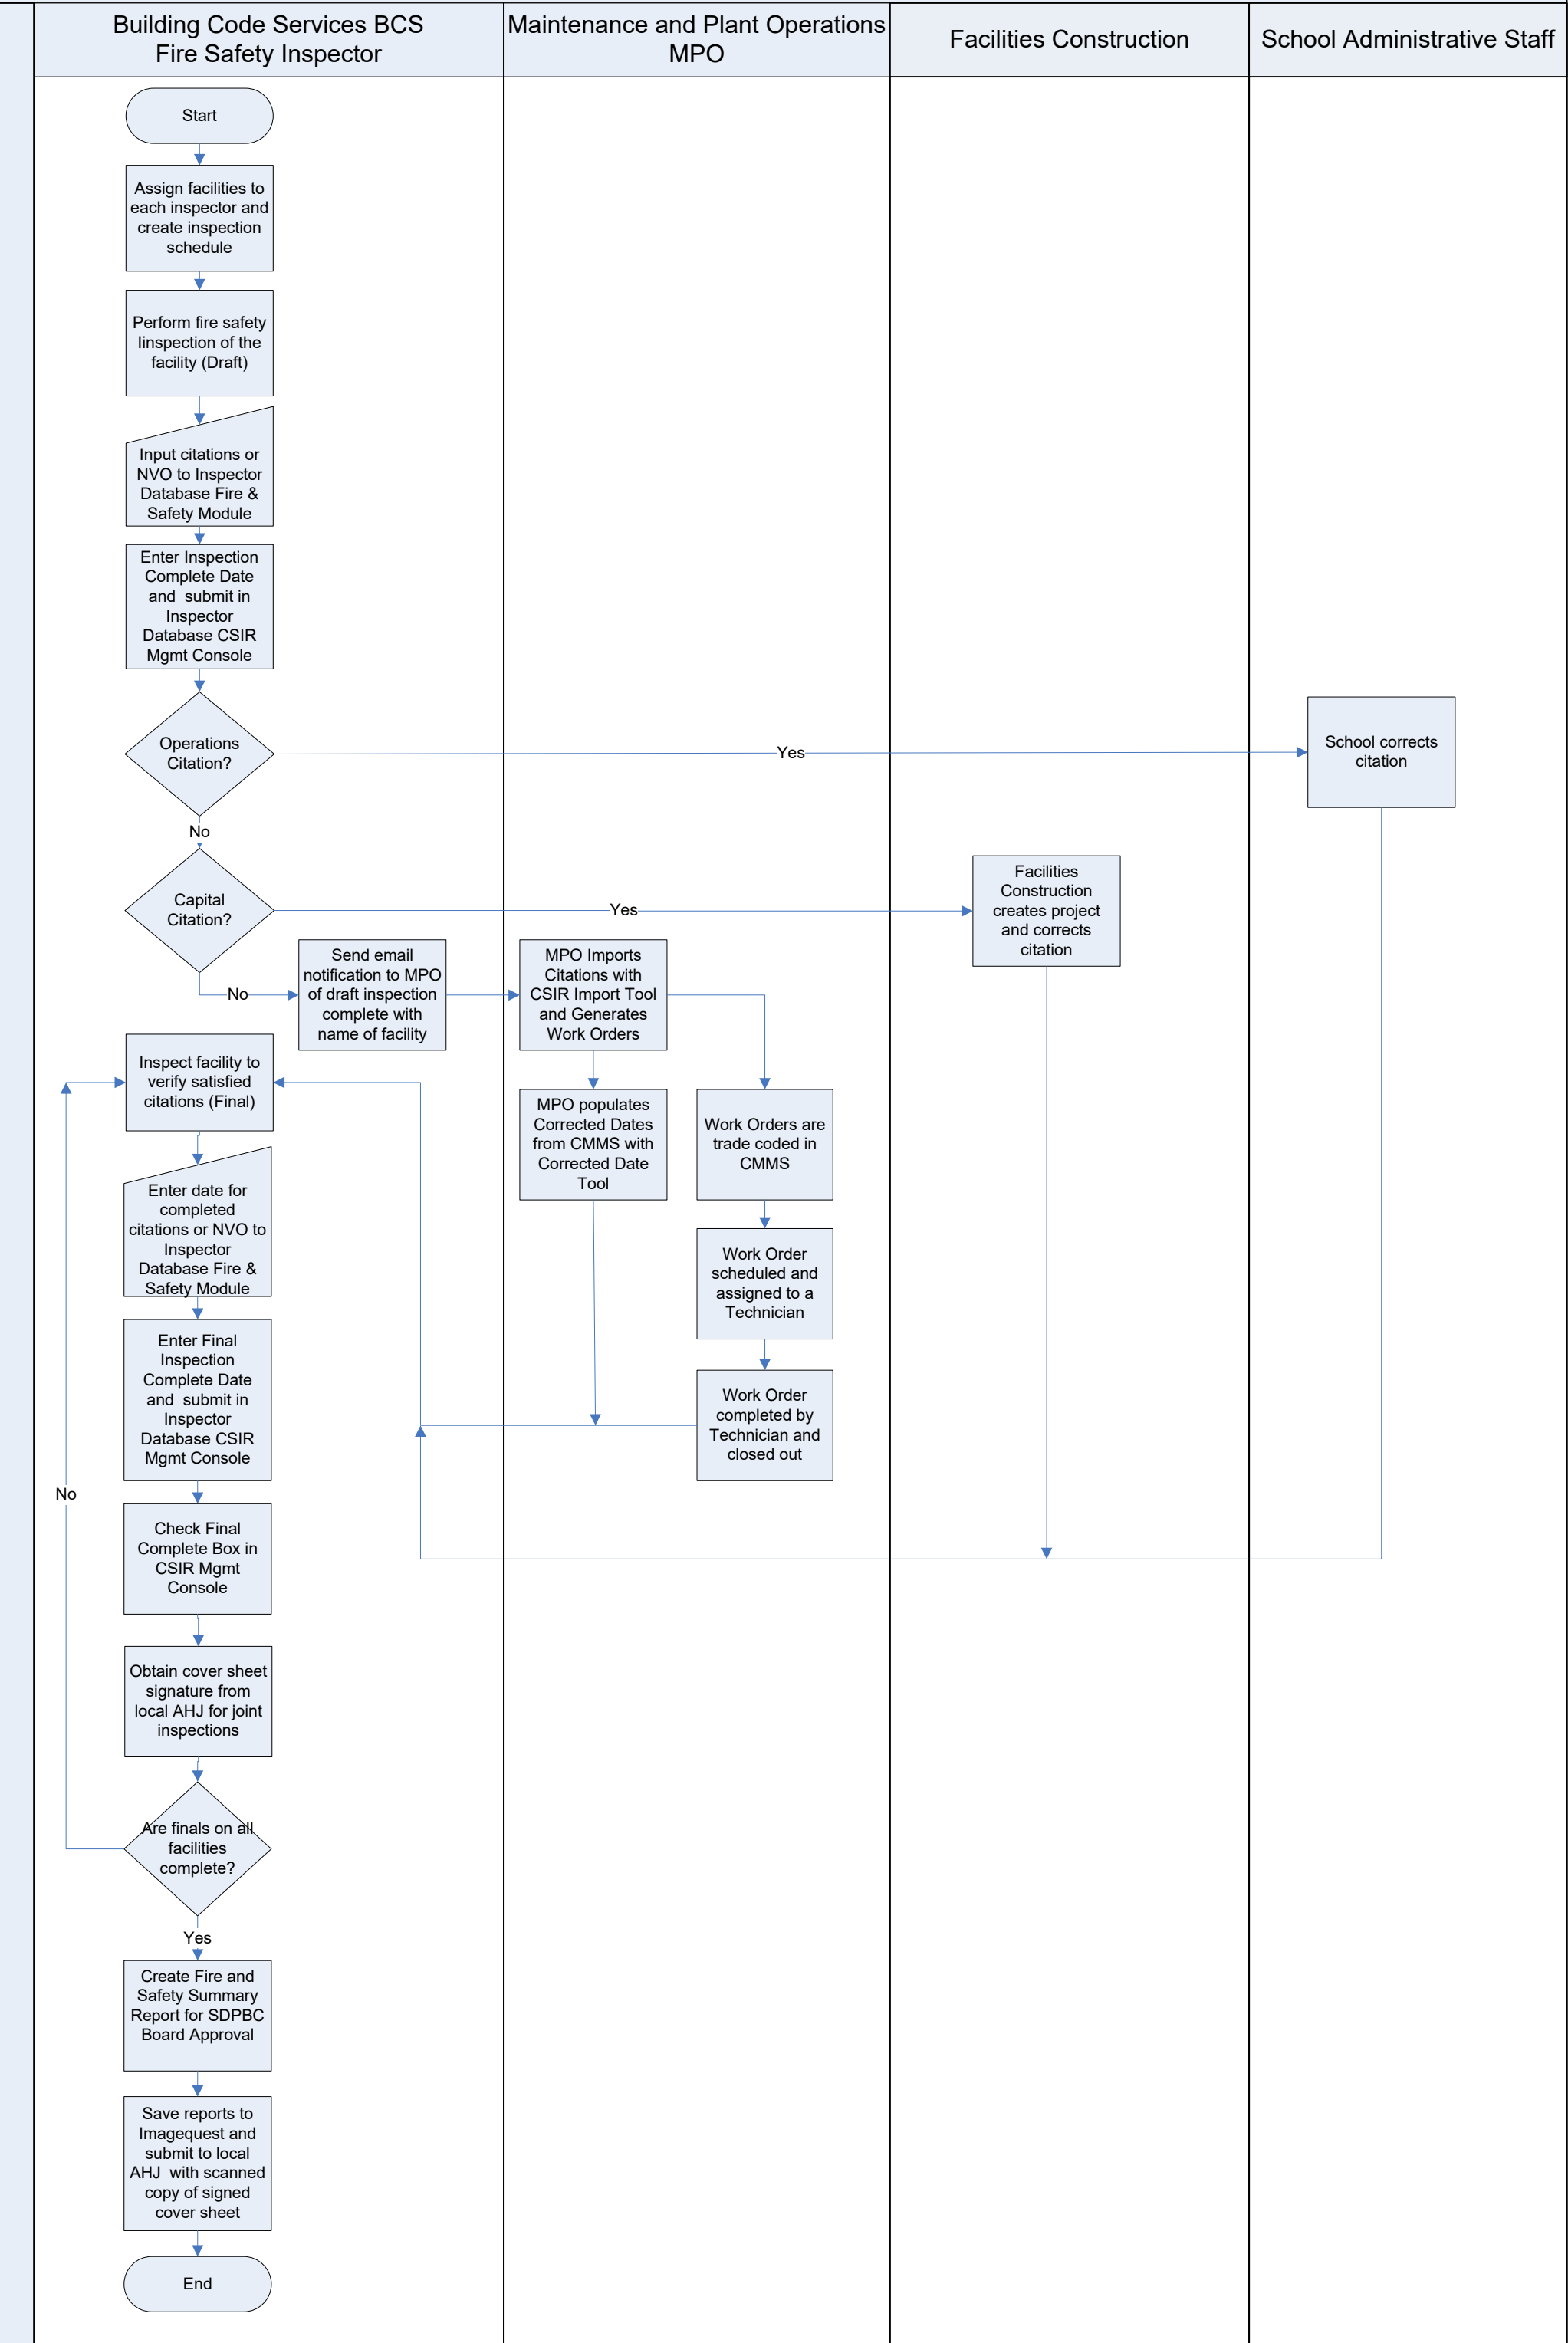 Building Code Services BCS
Fire Safety Inspector
Maintenance and Plant Operations
MPO
Facilities Construction
School Administrative Staff
Start
Assign facilities to
each inspector and
create inspection
schedule
Perform fire safety
Iinspection of the
facility (Draft)
Input citations or
NVO to Inspector
Database Fire &
Safety Module
Enter Inspection
Complete Date
and submit in
Inspector
Database CSIR
Mgmt Console
Operations
Citation?
Yes
School corrects
citation
No
Capital
Citation?
Yes
Facilities
Construction
creates project
and corrects
citation
No
Send email
notification to MPO
of draft inspection
complete with
name of facility
MPO Imports
Citations with
CSIR Import Tool
and Generates
Work Orders
Inspect facility to
verify satisfied
citations (Final)
MPO populates
Corrected Dates
from CMMS with
Corrected Date
Tool
Work Orders are
trade coded in
CMMS
Enter date for
completed
citations or NVO to
Inspector
Database Fire &
Safety Module
Work Order
scheduled and
assigned to a
Technician
Enter Final
Inspection
Complete Date
and submit in
Inspector
Database CSIR
Mgmt Console
Work Order
completed by
Technician and
closed out
No
Check Final
Complete Box in
CSIR Mgmt
Console
Obtain cover sheet
signature from
local AHJ for joint
inspections
Are finals on all
facilities
complete?
Yes
Create Fire and
Safety Summary
Report for SDPBC
Board Approval
Save reports to
Imagequest and
submit to local
AHJ with scanned
copy of signed
cover sheet
End